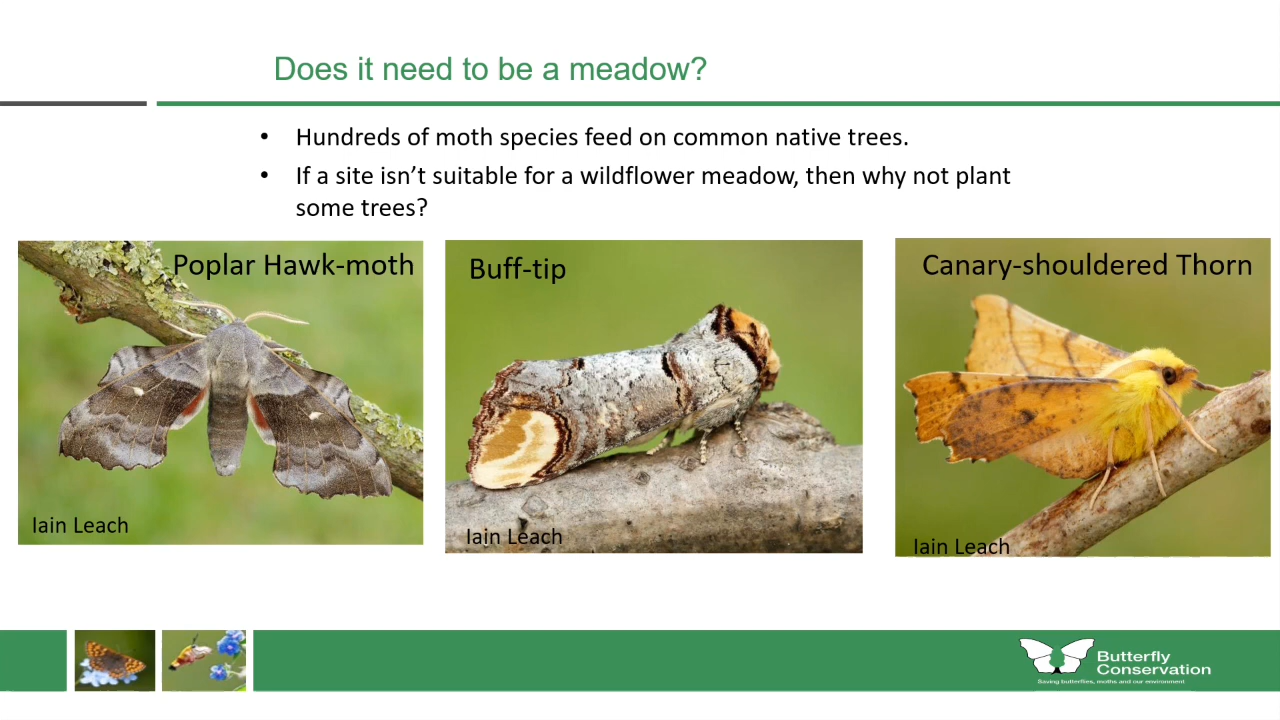 Does it need to be a meadow?
• Hundreds of moth species feed on common native trees.
• If a site isn’t suitable for a wildflower meadow, then why not plant
some trees?
Poplar Hawk-moth
Buff-tip
Canary-shouldered Thorn
Iain Leach
Iain Leach
Iain Leach
Butterfly
Conservation
Saving butterflies, moths and our environment